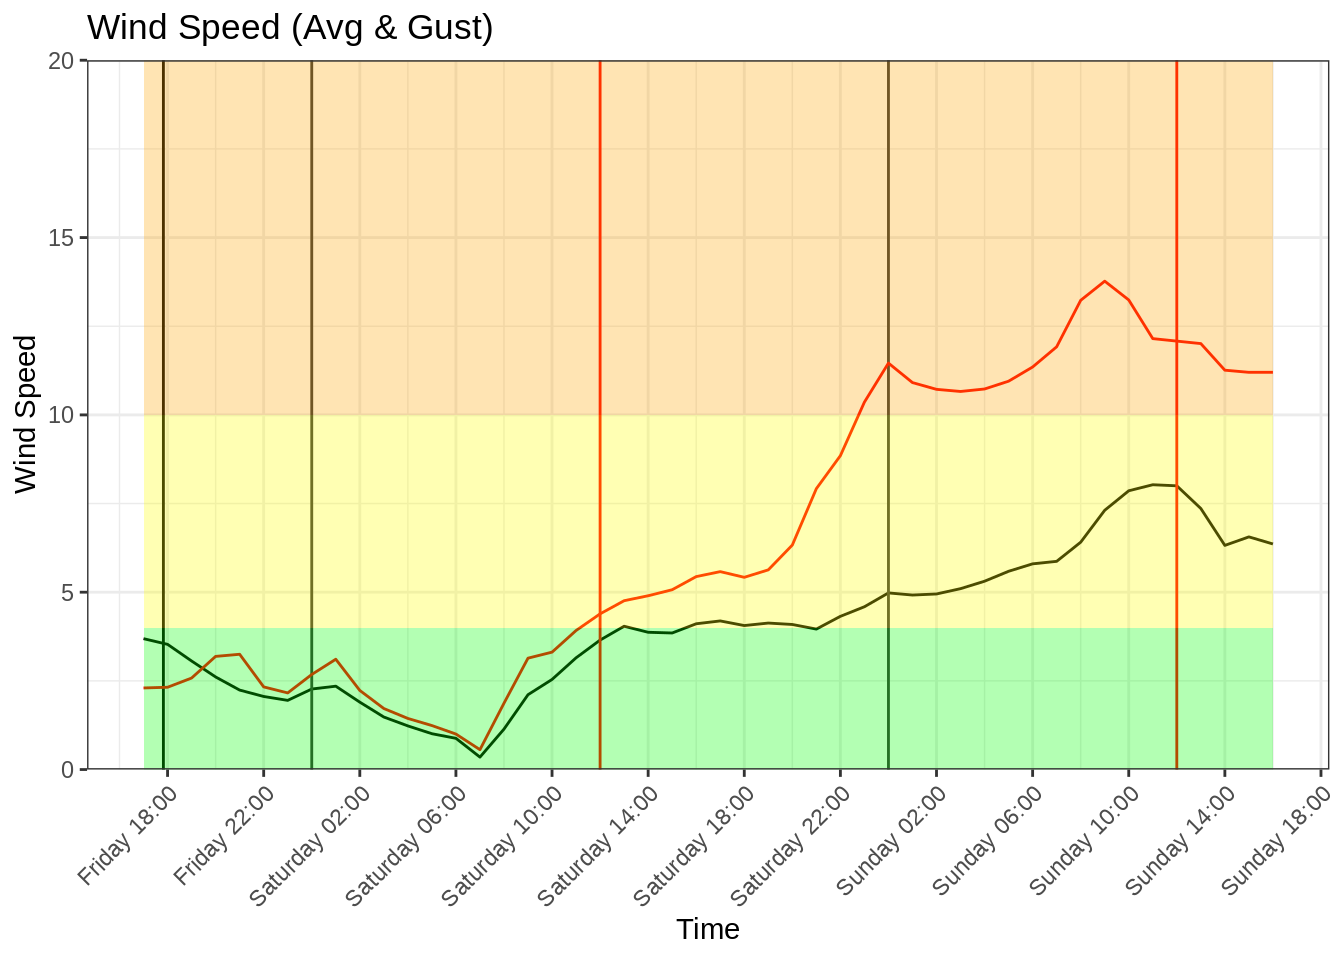 Wind Speed (Avg & Gust)
20
15
10
5
0
Wind Speed
Friday 18:00
Friday 22:00
Saturday 02:00
Saturday 06:00
Saturday 10:00
Saturday 14:00
Saturday 18:00
Saturday 22:00
Sunday 02:00
Sunday 06:00
Sunday 10:00
Sunday 14:00
Sunday 18:00
Time